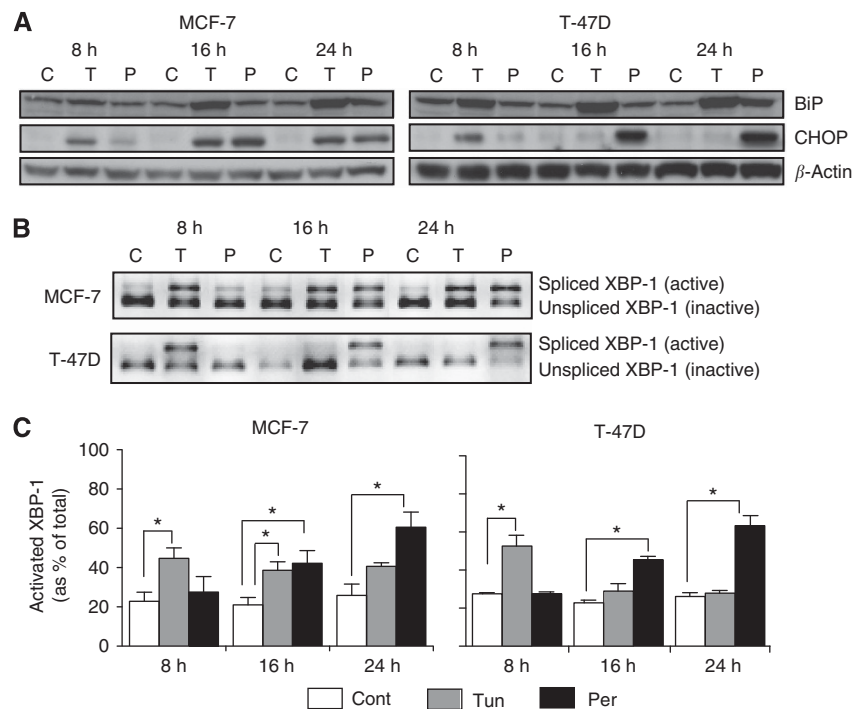 A
MCF-7 T-47D
8 h 16 h 24 h 8 h 16 h 24 h
C T P C T P C T P C T P C T P C T P
BiP
CHOP
β-Actin
B
8 h 16 h 24 h
C T P C T P C T P
MCF-7
Spliced XBP-1 (active)
Unspliced XBP-1 (inactive)
T-47D
Spliced XBP-1 (active)
Unspliced XBP-1 (inactive)
C
MCF-7 T-47D
Activated XBP-1
(as % of total)
100
80
60
40
20
0
* * * * * * *
8 h 16 h 24 h 8 h 16 h 24 h
Cont Tun Per